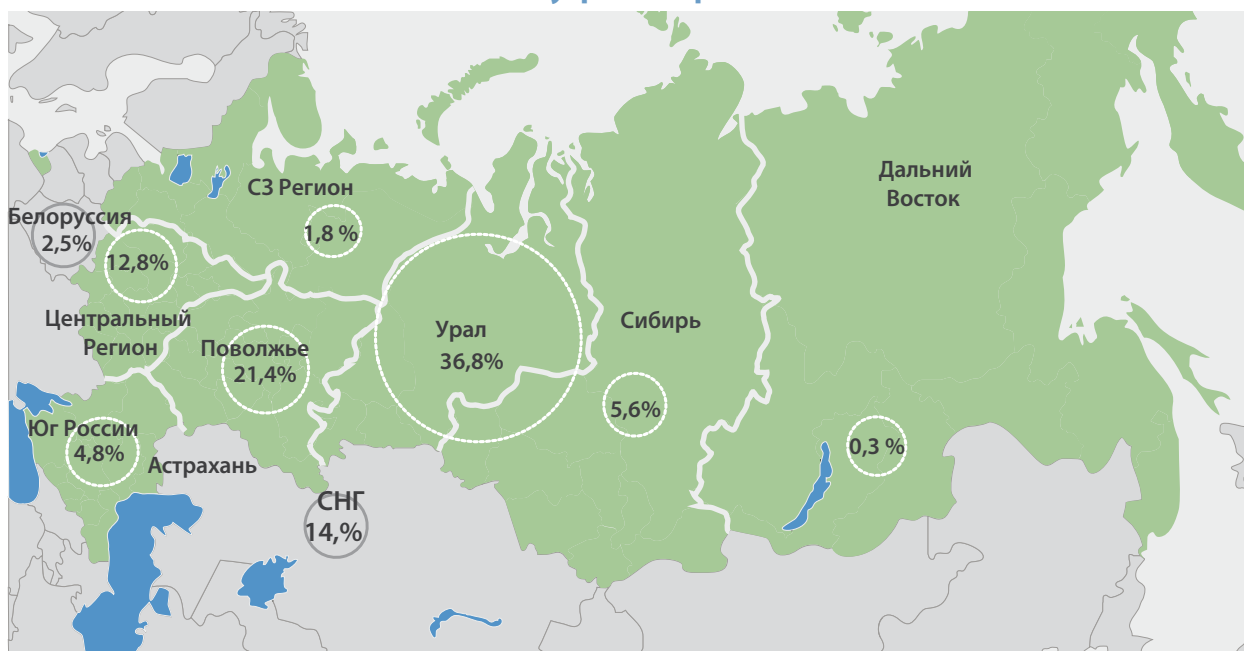 СЗ Регион
1,8 %
Дальний
Восток
Белоруссия
2,5%
12,8%
Центральный
Регион
Поволжье
21,4%
Урал
36,8%
Сибирь
5,6%
Юг России
4,8%
Астрахань
0,3 %
СНГ
14,%